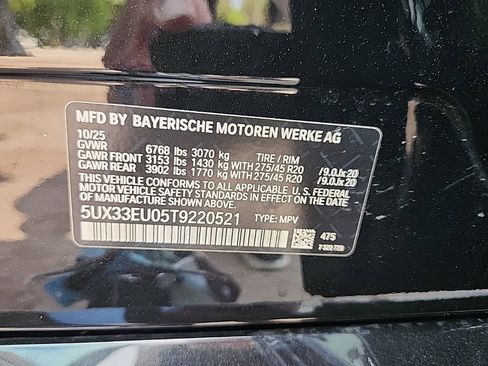 MFD BY BAYERISCHE MOTOREN WERKE AG
10/25
GVWR 6768 lbs 3070 kg TIRE / RIM
GAWR FRONT 3153 lbs 1430 kg 275/45 R20 /9.0Jx20
GAWR REAR 3902 lbs 1770 kg 275/45 R20 /9.0Jx20
THIS VEHICLE CONFORMS TO ALL APPLICABLE U.S. FEDERAL
MOTOR VEHICLE SAFETY STANDARDS IN EFFECT ON THE DATE
OF MANUFACTURE SHOWN ABOVE.
5UX33EU05T9220521 TYPE: MPV
475